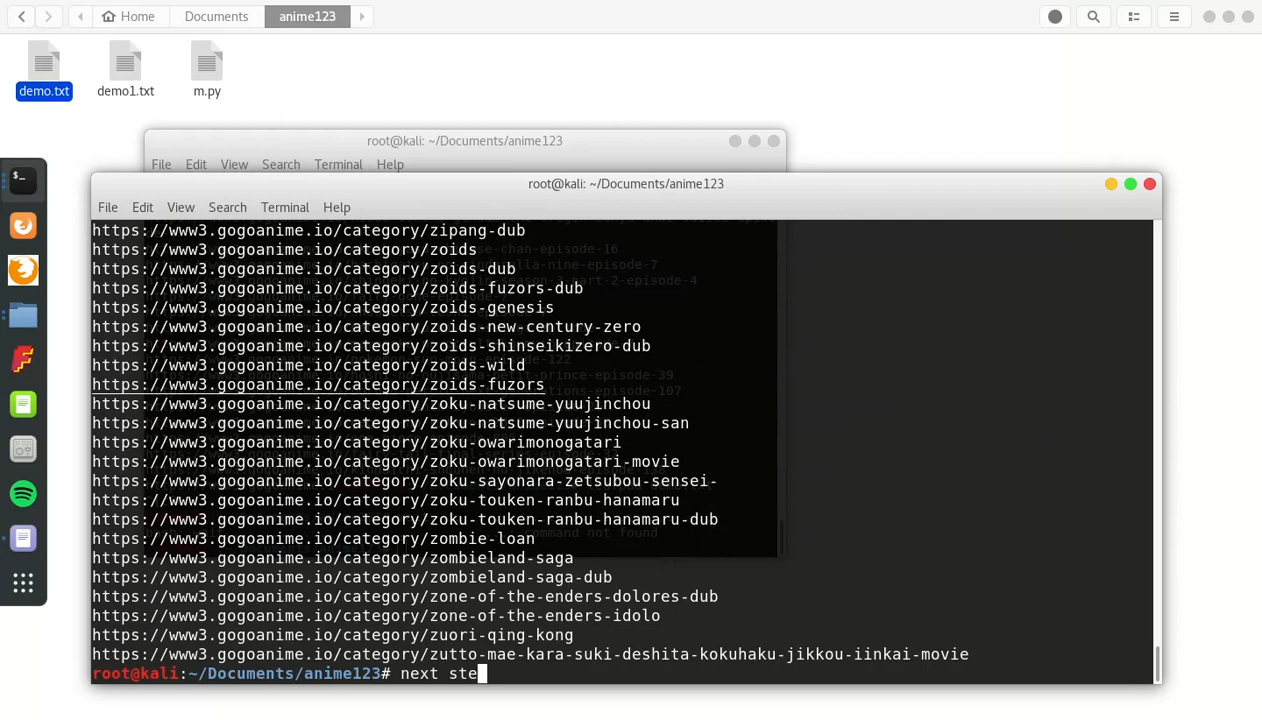 Home Documents anime123
demo.txt demo1.txt m.py
root@kali: ~/Documents/anime123
File Edit View Search Terminal Help
root@kali: ~/Documents/anime123
File Edit View Search Terminal Help
https://www3.gogoanime.io/category/zipang-dub
https://www3.gogoanime.io/category/zoids
https://www3.gogoanime.io/category/zoids-dub
https://www3.gogoanime.io/category/zoids-fuzors-dub
https://www3.gogoanime.io/category/zoids-genesis
https://www3.gogoanime.io/category/zoids-new-century-zero
https://www3.gogoanime.io/category/zoids-shinseikizero-dub
https://www3.gogoanime.io/category/zoids-wild
https://www3.gogoanime.io/category/zoids-fuzors
https://www3.gogoanime.io/category/zoku-natsume-yuujinchou
https://www3.gogoanime.io/category/zoku-natsume-yuujinchou-san
https://www3.gogoanime.io/category/zoku-owarimonogatari
https://www3.gogoanime.io/category/zoku-owarimonogatari-movie
https://www3.gogoanime.io/category/zoku-sayonara-zetsubou-sensei-
https://www3.gogoanime.io/category/zoku-touken-ranbu-hanamaru
https://www3.gogoanime.io/category/zoku-touken-ranbu-hanamaru-dub
https://www3.gogoanime.io/category/zombie-loan
https://www3.gogoanime.io/category/zombieland-saga
https://www3.gogoanime.io/category/zombieland-saga-dub
https://www3.gogoanime.io/category/zone-of-the-enders-dolores-dub
https://www3.gogoanime.io/category/zone-of-the-enders-idolo
https://www3.gogoanime.io/category/zuori-qing-kong
https://www3.gogoanime.io/category/zutto-mae-kara-suki-deshita-kokuhaku-jikkou-iinkai-movie
root@kali:~/Documents/anime123# next ste
command not found